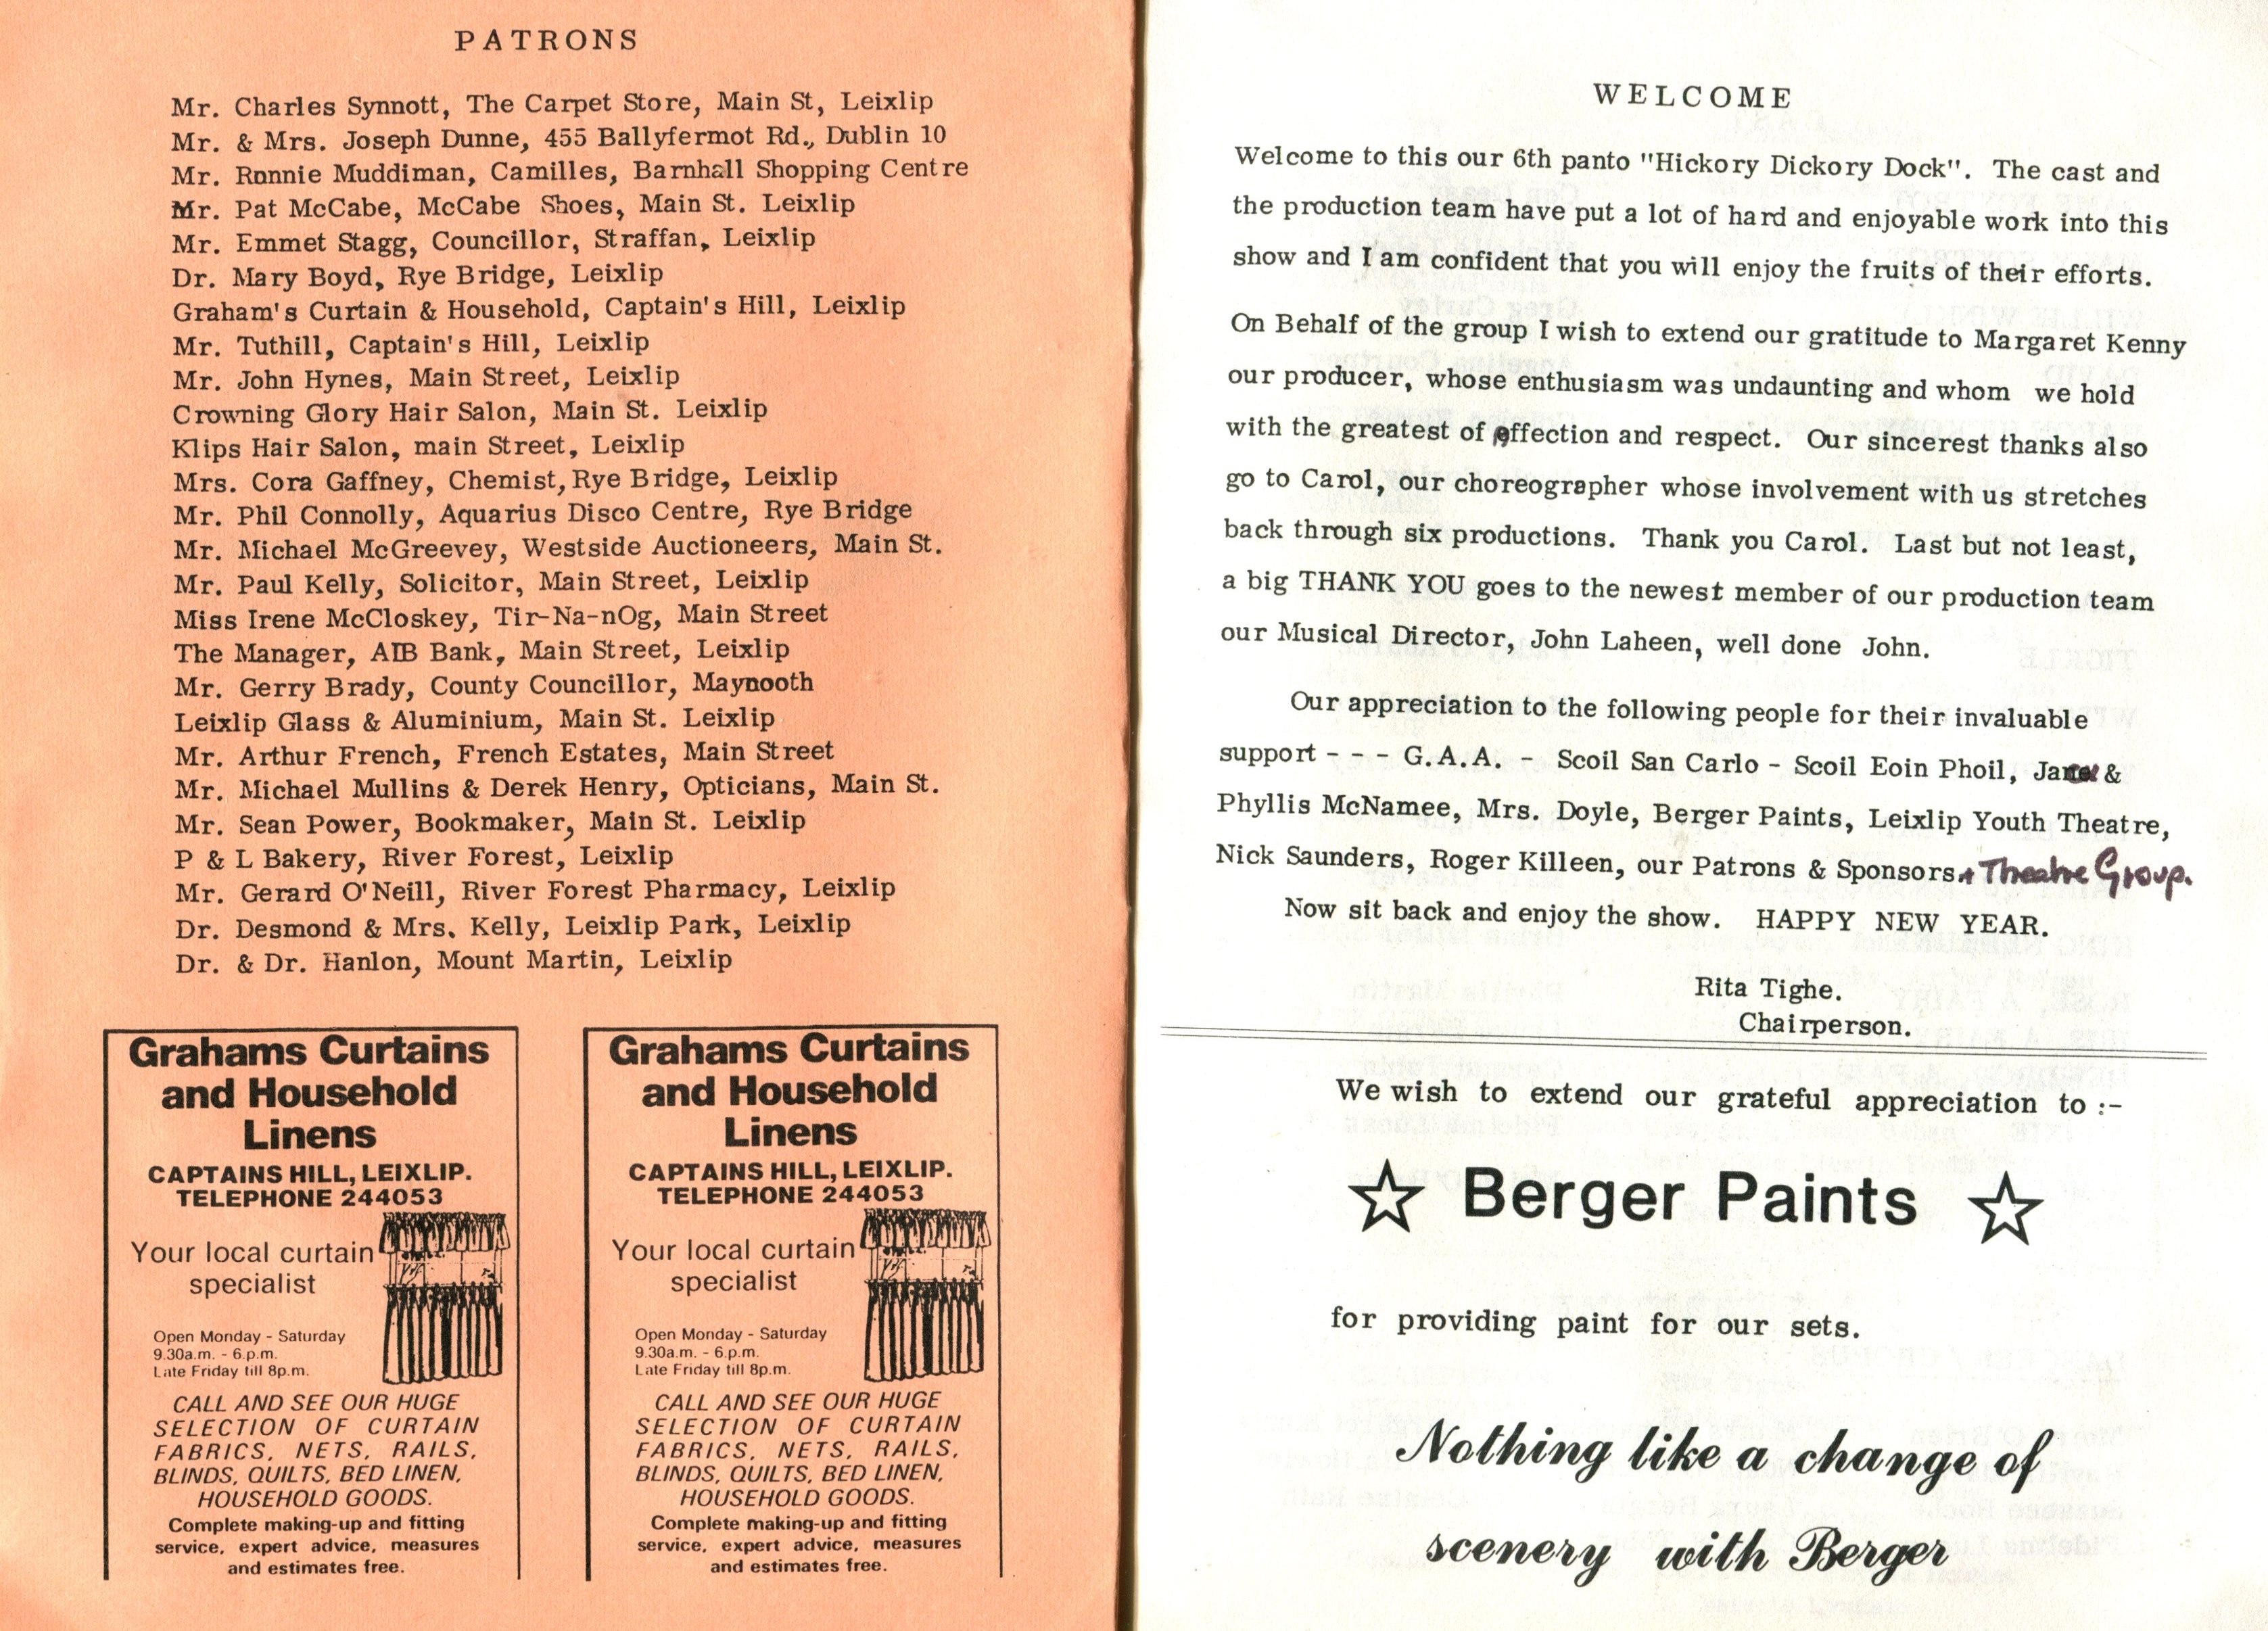 PATRONS
Mr. Charles Synnott, The Carpet Store, Main St, Leixlip
Mr. & Mrs. Joseph Dunne, 455 Ballyfermot Rd., Dublin 10
Mr. Ronnie Muddiman, Camilles, Barnhall Shopping Centre
Mr. Pat McCabe, McCabe Shoes, Main St. Leixlip
Mr. Emmet Stagg, Councillor, Straffan, Leixlip
Dr. Mary Boyd, Rye Bridge, Leixlip
Graham's Curtain & Household, Captain's Hill, Leixlip
Mr. Tuthill, Captain's Hill, Leixlip
Mr. John Hynes, Main Street, Leixlip
Crowning Glory Hair Salon, Main St. Leixlip
Klips Hair Salon, main Street, Leixlip
Mrs. Cora Gaffney, Chemist, Rye Bridge, Leixlip
Mr. Phil Connolly, Aquarius Disco Centre, Rye Bridge
Mr. Michael McGreevey, Westside Auctioneers, Main St.
Mr. Paul Kelly, Solicitor, Main Street, Leixlip
Miss Irene McCloskey, Tir-Na-nOg, Main Street
The Manager, AIB Bank, Main Street, Leixlip
Mr. Gerry Brady, County Councillor, Maynooth
Leixlip Glass & Aluminium, Main St. Leixlip
Mr. Arthur French, French Estates, Main Street
Mr. Michael Mullins & Derek Henry, Opticians, Main St.
Mr. Sean Power, Bookmaker, Main St. Leixlip
P & L Bakery, River Forest, Leixlip
Mr. Gerard O'Neill, River Forest Pharmacy, Leixlip
Dr. Desmond & Mrs. Kelly, Leixlip Park, Leixlip
Dr. & Dr. Hanlon, Mount Martin, Leixlip
Grahams Curtains
and Household
Linens
CAPTAINS HILL, LEIXLIP.
TELEPHONE 244053
Your local curtain
specialist
Open Monday - Saturday
9.30a.m. - 6.p.m.
Late Friday till 8p.m.
CALL AND SEE OUR HUGE
SELECTION OF CURTAIN
FABRICS, NETS, RAILS,
BLINDS, QUILTS, BED LINEN,
HOUSEHOLD GOODS.
Complete making-up and fitting
service, expert advice, measures
and estimates free.
Grahams Curtains
and Household
Linens
CAPTAINS HILL, LEIXLIP.
TELEPHONE 244053
Your local curtain
specialist
Open Monday - Saturday
9.30a.m. - 6.p.m.
Late Friday till 8p.m.
CALL AND SEE OUR HUGE
SELECTION OF CURTAIN
FABRICS, NETS, RAILS,
BLINDS, QUILTS, BED LINEN,
HOUSEHOLD GOODS.
Complete making-up and fitting
service, expert advice, measures
and estimates free.
WELCOME
Welcome to this our 6th panto "Hickory Dickory Dock". The cast and
the production team have put a lot of hard and enjoyable work into this
show and I am confident that you will enjoy the fruits of their efforts.
On Behalf of the group I wish to extend our gratitude to Margaret Kenny
our producer, whose enthusiasm was undaunting and whom we hold
with the greatest of affection and respect. Our sincerest thanks also
go to Carol, our choreographer whose involvement with us stretches
back through six productions. Thank you Carol. Last but not least,
a big THANK YOU goes to the newest member of our production team
our Musical Director, John Laheen, well done John.
Our appreciation to the following people for their invaluable
support - - - G.A.A. - Scoil San Carlo - Scoil Eoin Phoil, &
Phyllis McNamee, Mrs. Doyle, Berger Paints, Leixlip Youth Theatre,
Nick Saunders, Roger Killeen, our Patrons & Sponsors + Theatre Group.
Now sit back and enjoy the show. HAPPY NEW YEAR.
Rita Tighe.
Chairperson.
We wish to extend our grateful appreciation to :-
☆ Berger Paints ☆
for providing paint for our sets.
Nothing like a change of
scenery with Berger